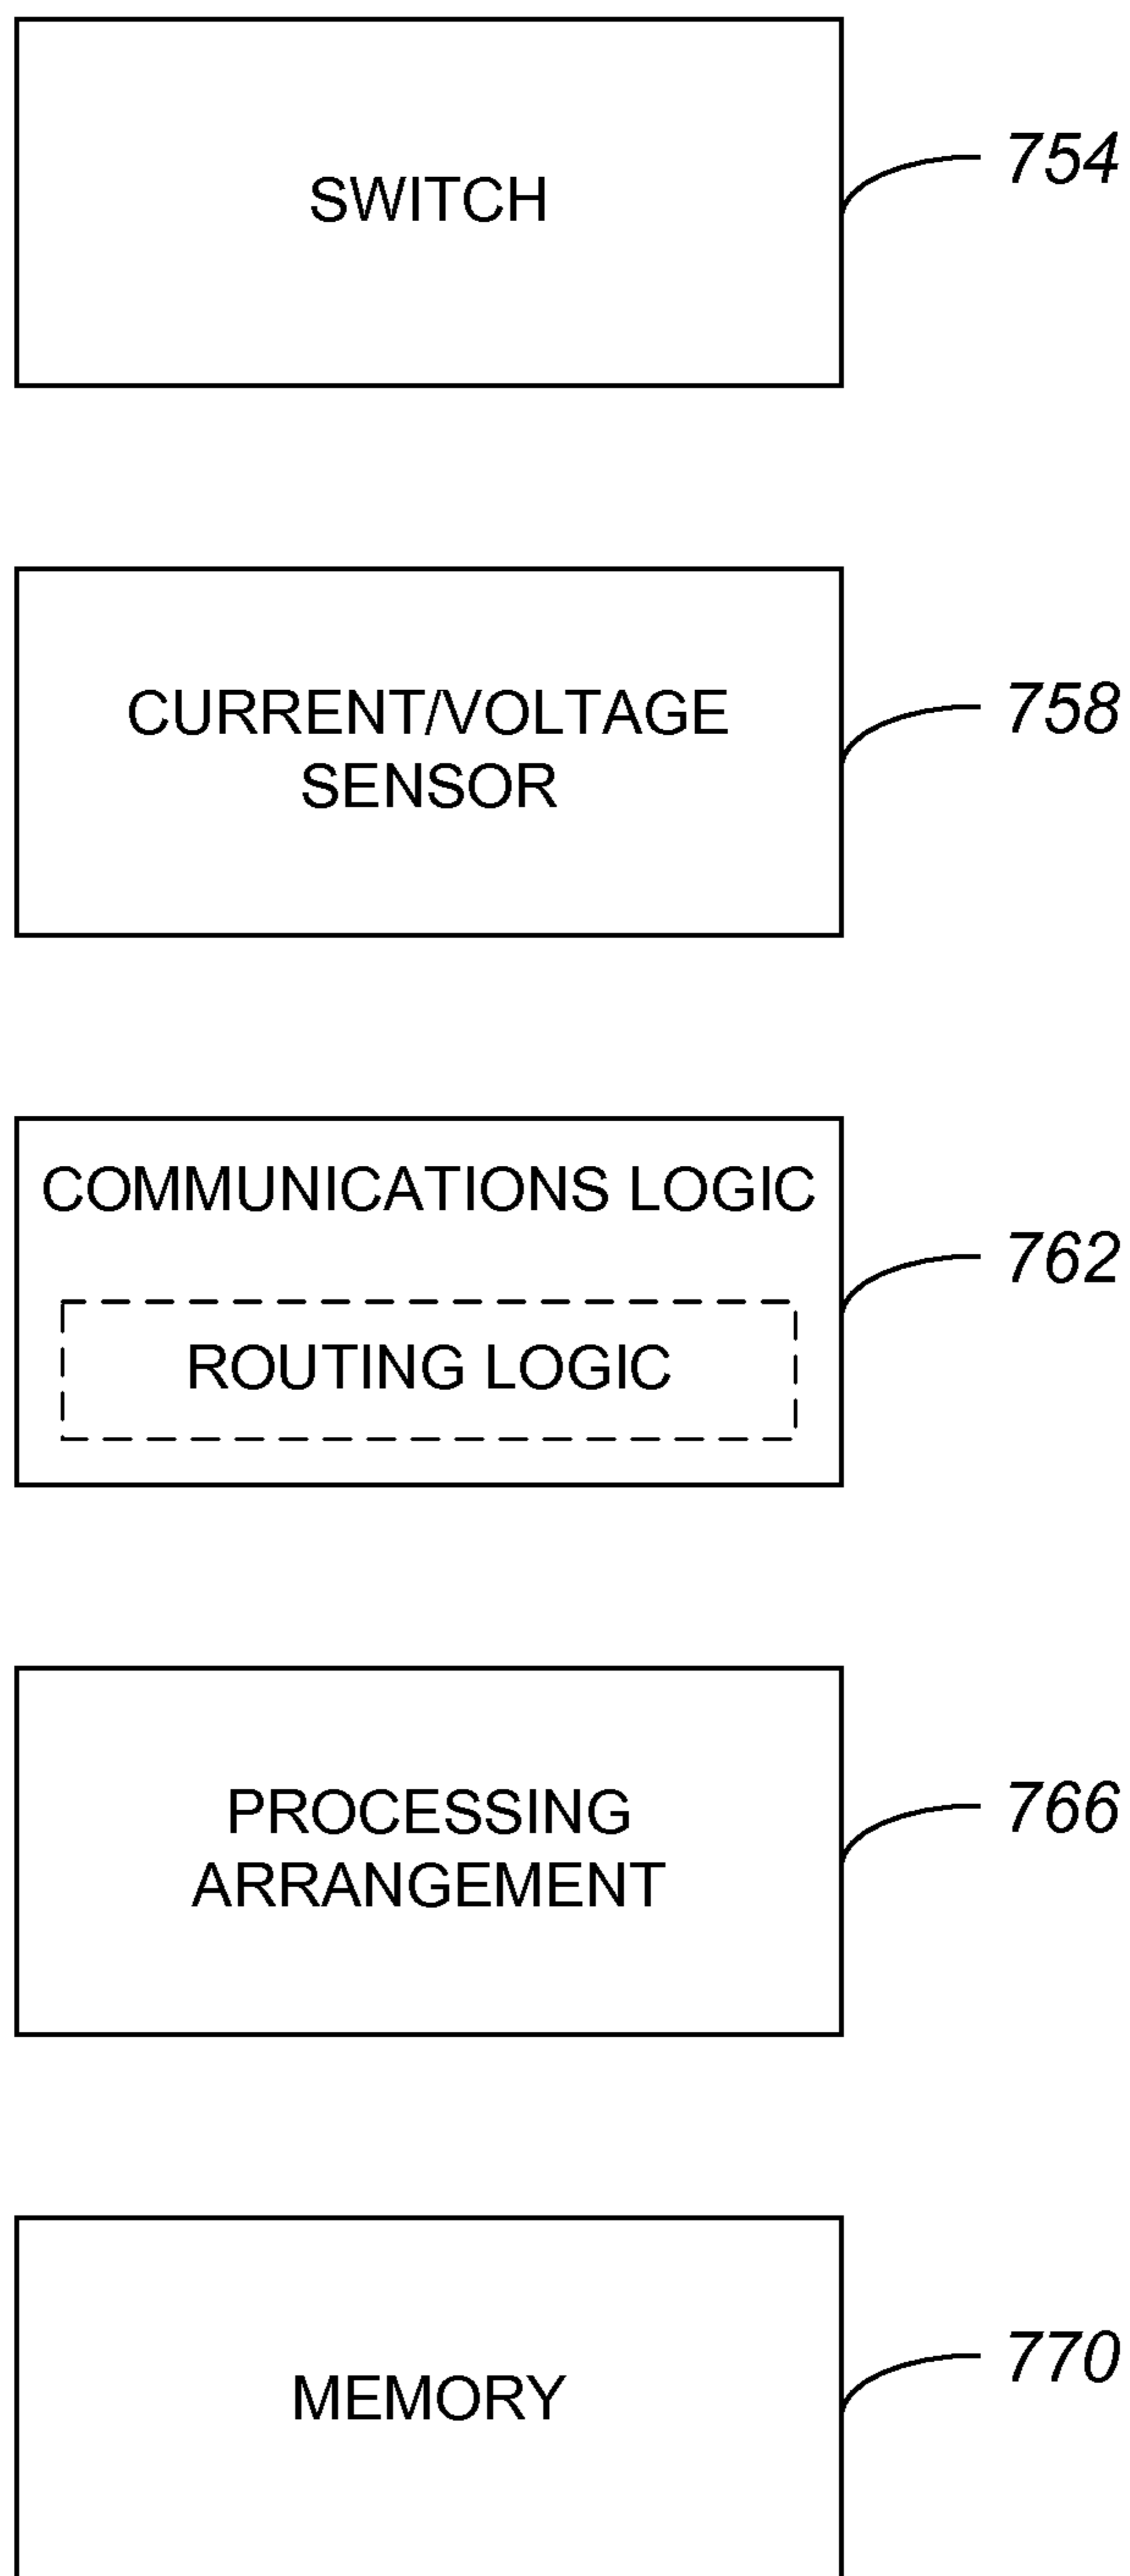 SWITCH
754
CURRENT/VOLTAGE
SENSOR
758
COMMUNICATIONS LOGIC
762
ROUTING LOGIC
PROCESSING
ARRANGEMENT
766
MEMORY
770